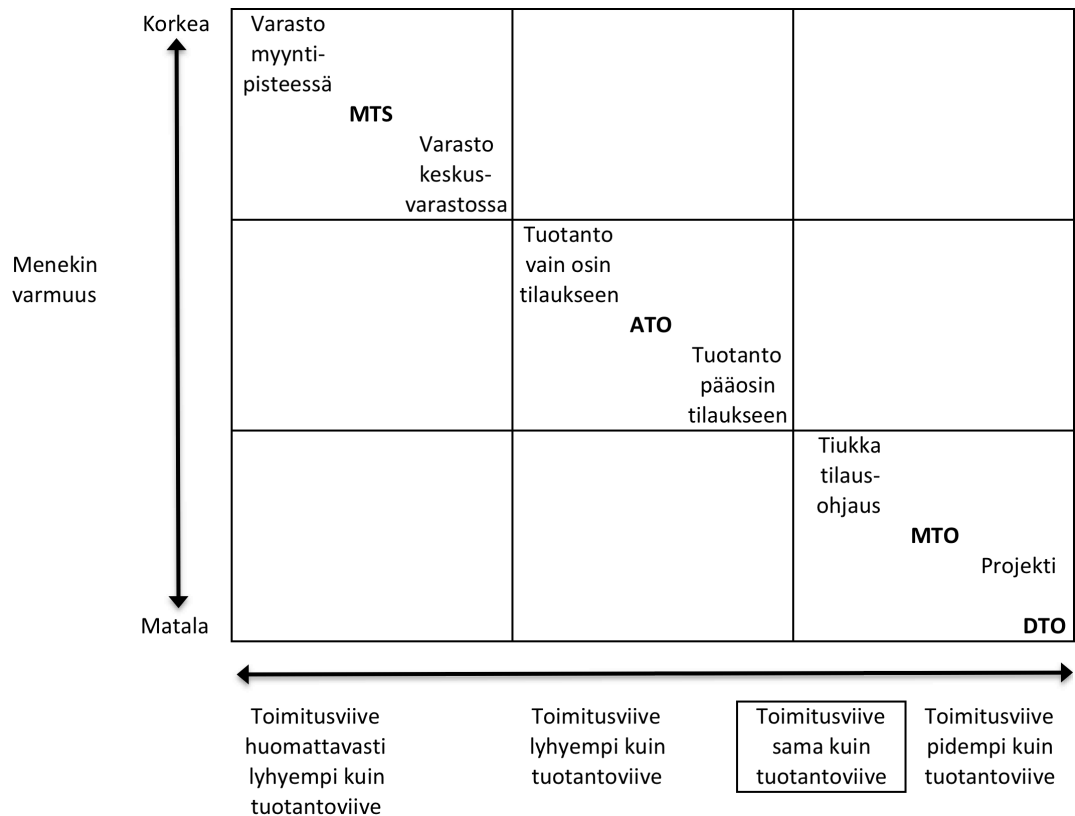 Korkea
Varasto
myynti-
pisteessä
MTS
Varasto
keskus-
varastossa
Menekin
varmuus
Tuotanto
vain osin
tilaukseen
ATO
Tuotanto
pääosin
tilaukseen
Tiukka
tilaus-
ohjaus
MTO
Projekti
Matala
DTO
Toimitusviive
huomattavasti
lyhyempi kuin
tuotantoviive
Toimitusviive
lyhyempi kuin
tuotantoviive
Toimitusviive
sama kuin
tuotantoviive
Toimitusviive
pidempi kuin
tuotantoviive